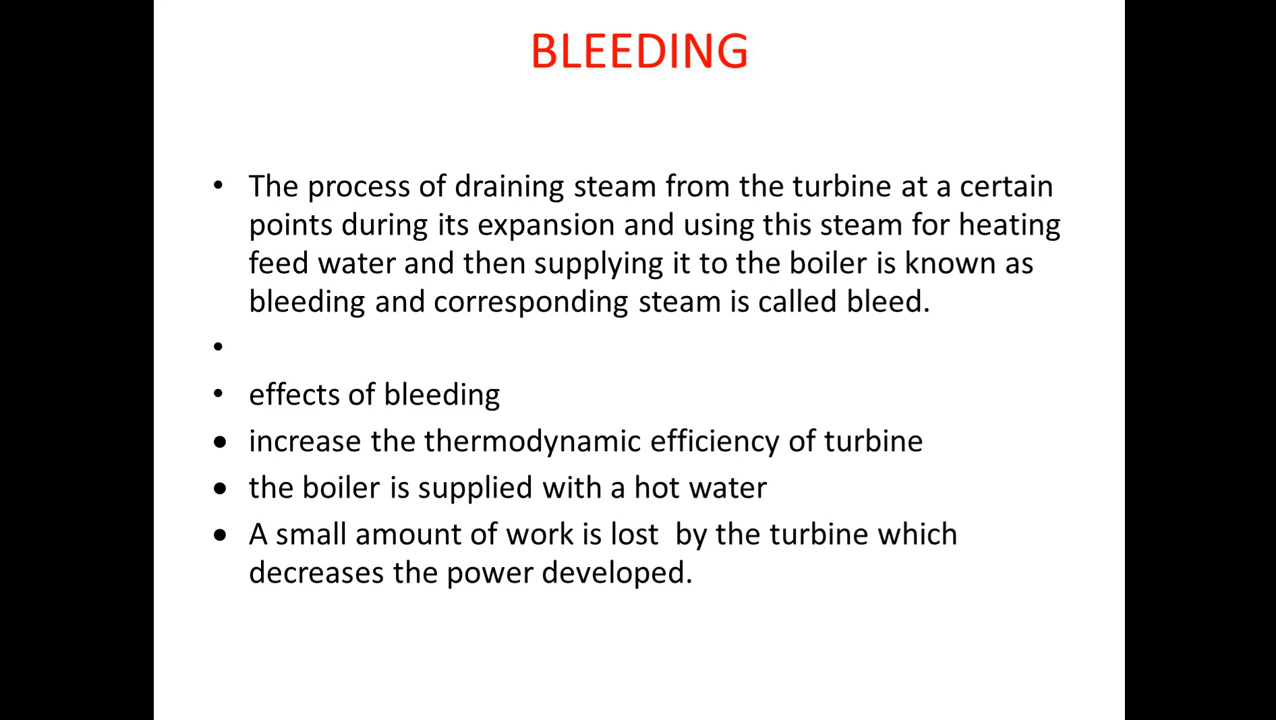 BLEEDING
• The process of draining steam from the turbine at a certain
points during its expansion and using this steam for heating
feed water and then supplying it to the boiler is known as
bleeding and corresponding steam is called bleed.
•
• effects of bleeding
• increase the thermodynamic efficiency of turbine
• the boiler is supplied with a hot water
• A small amount of work is lost  by the turbine which
decreases the power developed.